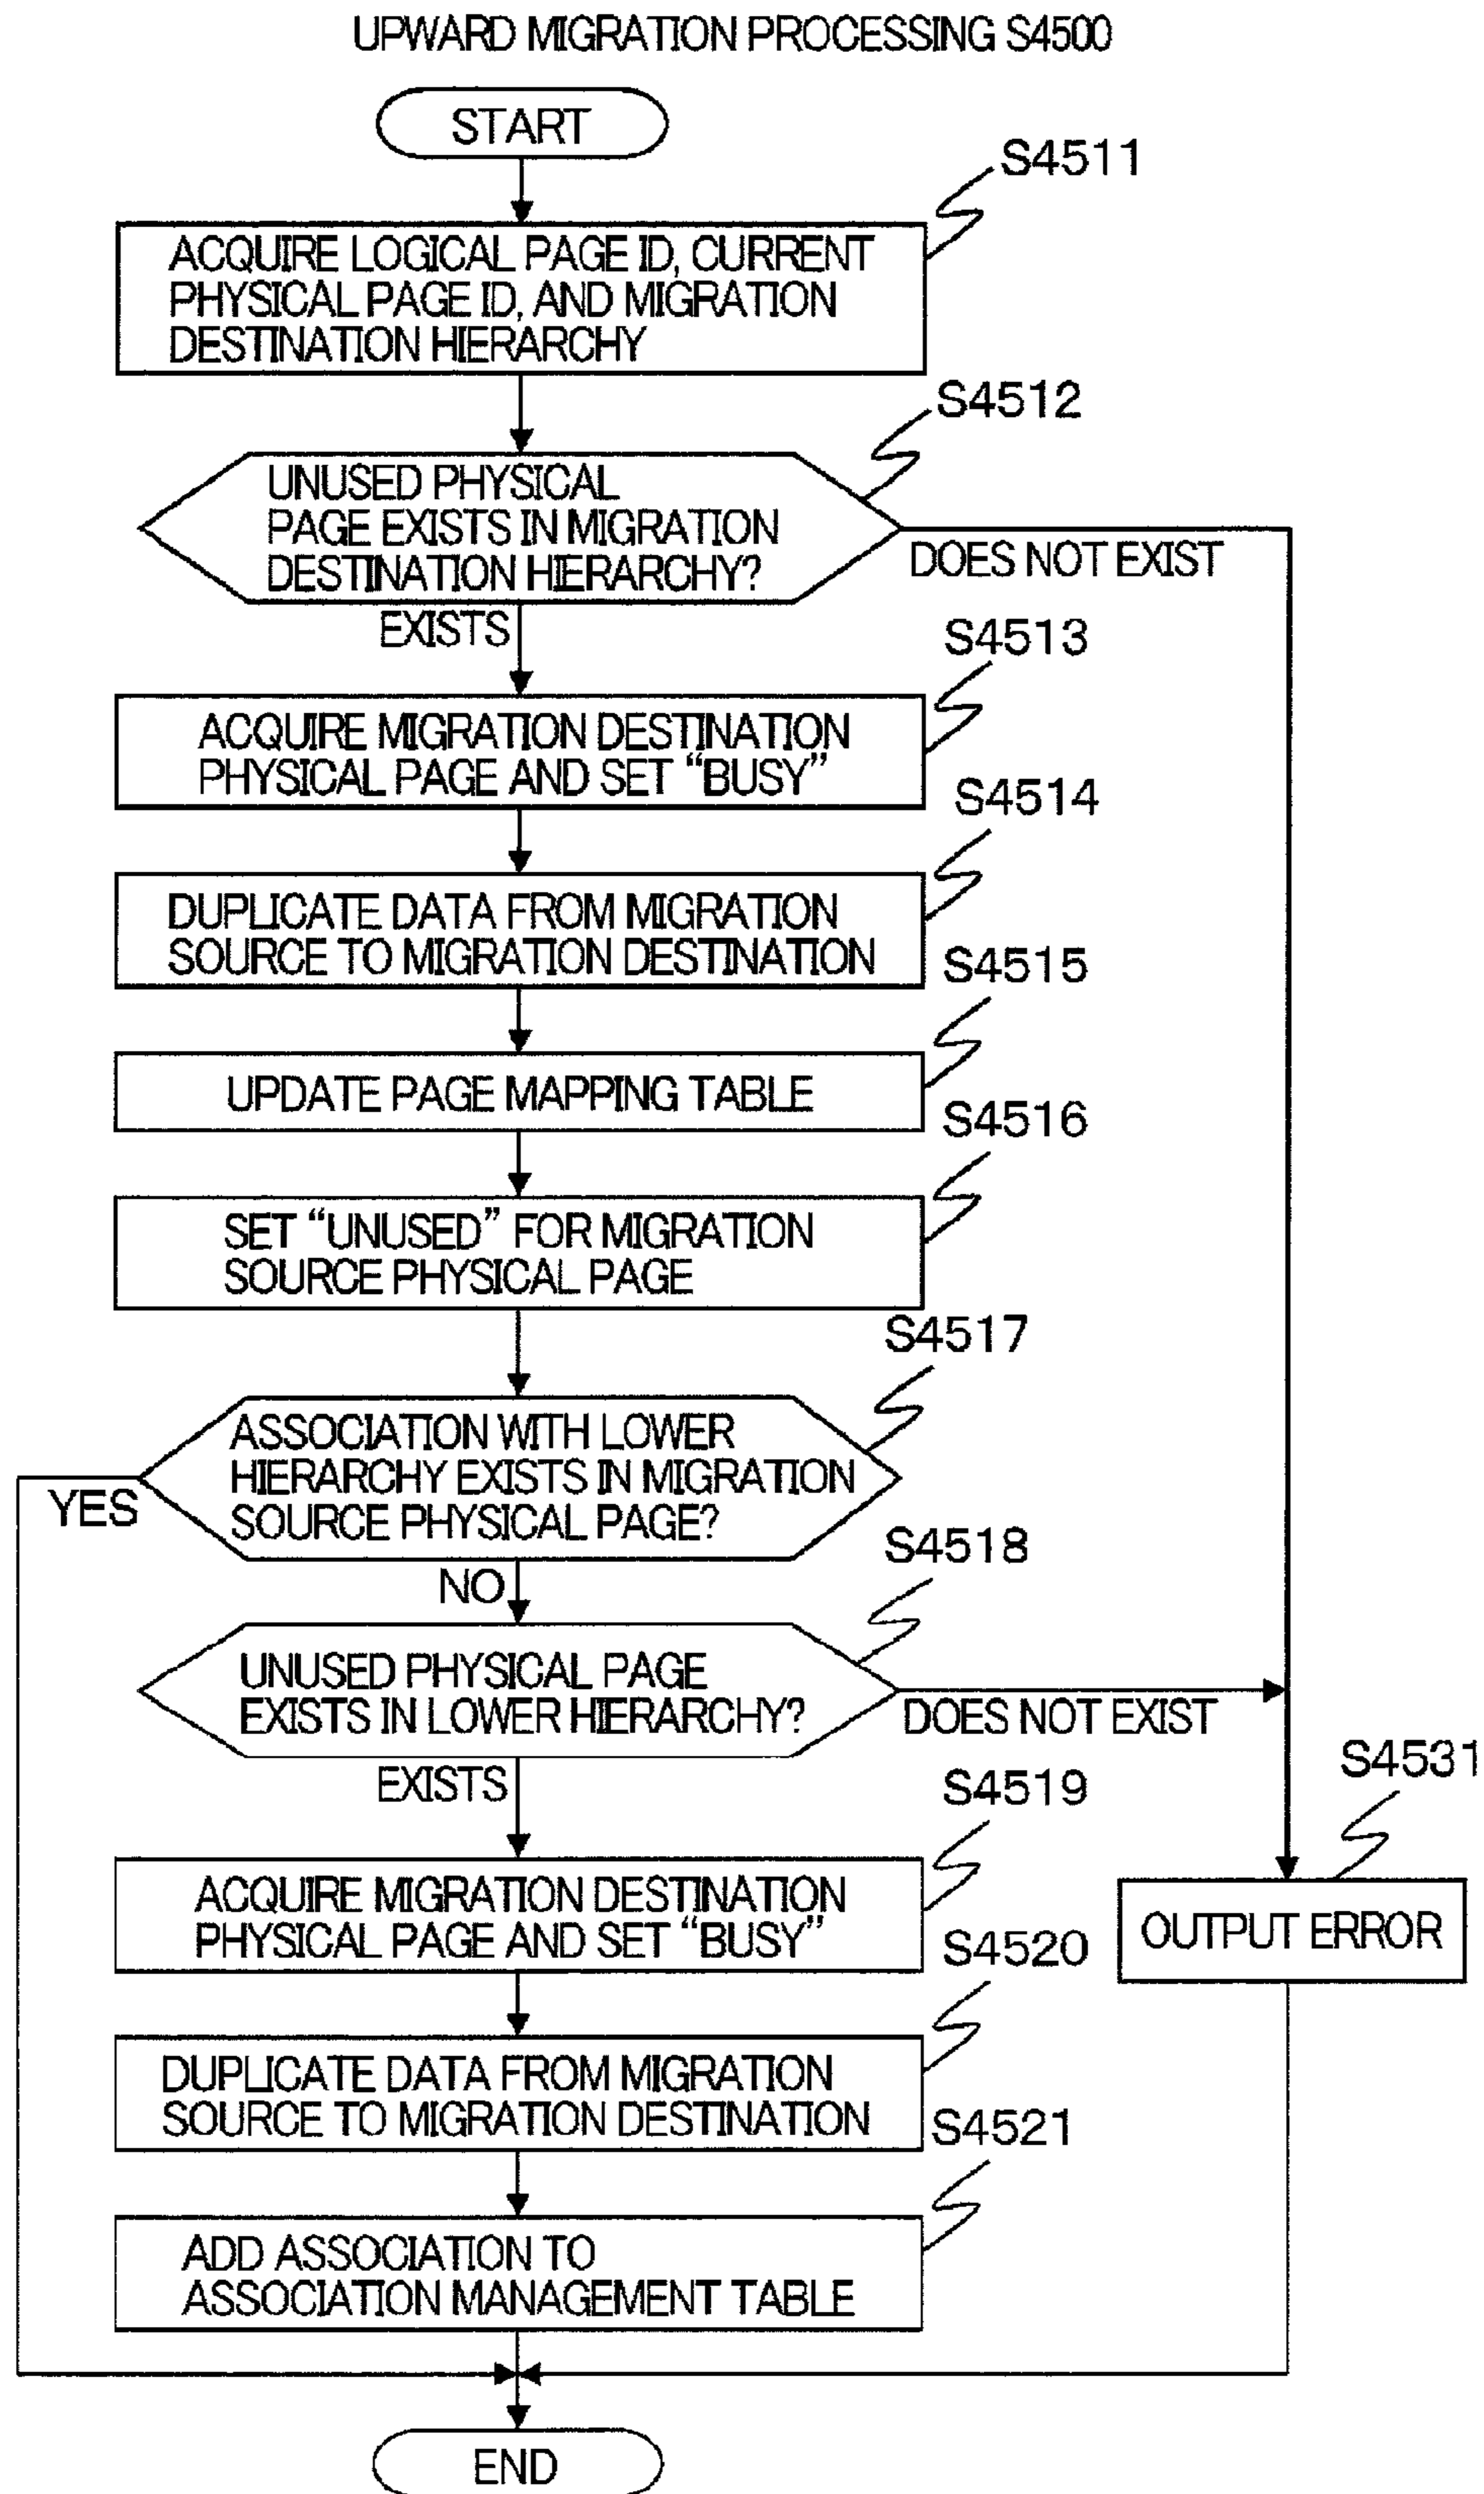 UPWARD MIGRATION PROCESSING S4500
START
S4511
ACQUIRE LOGICAL PAGE ID, CURRENT
PHYSICAL PAGE ID, AND MIGRATION
DESTINATION HIERARCHY
S4512
UNUSED PHYSICAL
PAGE EXISTS IN MIGRATION
DESTINATION HIERARCHY?
DOES NOT EXIST
EXISTS
S4513
ACQUIRE MIGRATION DESTINATION
PHYSICAL PAGE AND SET “BUSY”
S4514
DUPLICATE DATA FROM MIGRATION
SOURCE TO MIGRATION DESTINATION
S4515
UPDATE PAGE MAPPING TABLE
S4516
SET “UNUSED” FOR MIGRATION
SOURCE PHYSICAL PAGE
S4517
ASSOCIATION WITH LOWER
HIERARCHY EXISTS IN MIGRATION
SOURCE PHYSICAL PAGE?
YES
NO
S4518
UNUSED PHYSICAL PAGE
EXISTS IN LOWER HIERARCHY?
DOES NOT EXIST
EXISTS
S4531
OUTPUT ERROR
S4519
ACQUIRE MIGRATION DESTINATION
PHYSICAL PAGE AND SET “BUSY”
S4520
DUPLICATE DATA FROM MIGRATION
SOURCE TO MIGRATION DESTINATION
S4521
ADD ASSOCIATION TO
ASSOCIATION MANAGEMENT TABLE
END